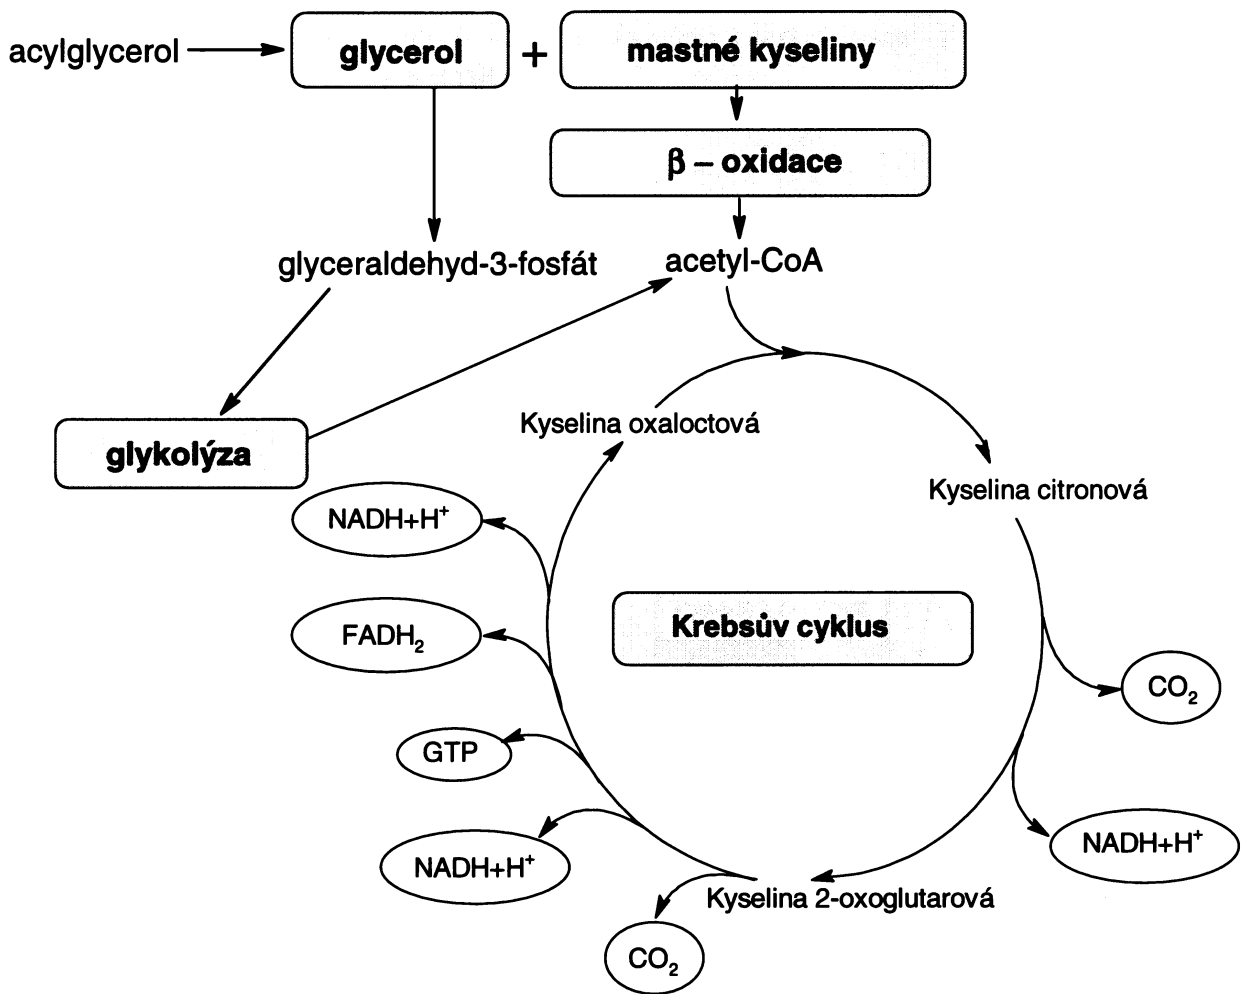 acylglycerol
glycerol
+
mastné kyseliny
β – oxidace
glyceraldehyd-3-fosfát
acetyl-CoA
glykolýza
Kyselina oxaloctová
Kyselina citronová
NADH+H⁺
FADH₂
Krebsův cyklus
CO₂
GTP
NADH+H⁺
NADH+H⁺
Kyselina 2-oxoglutarová
CO₂